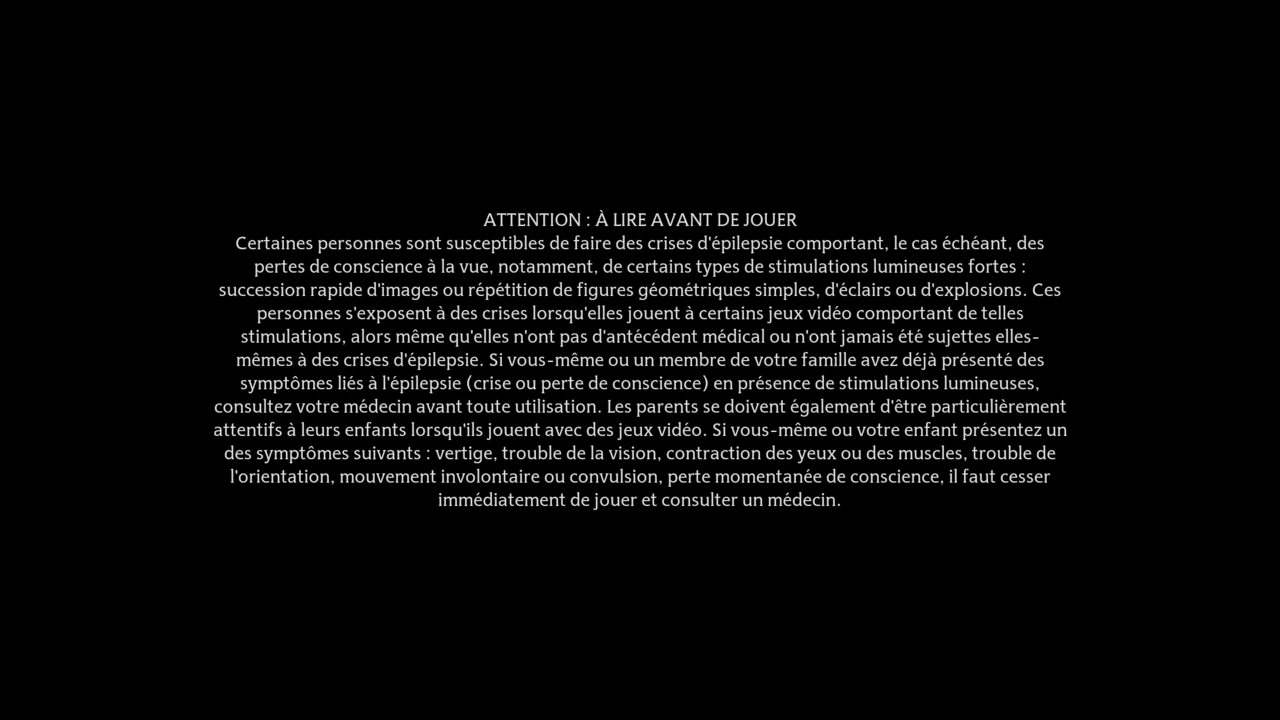 ATTENTION : À LIRE AVANT DE JOUER
Certaines personnes sont susceptibles de faire des crises d'épilepsie comportant, le cas échéant, des
pertes de conscience à la vue, notamment, de certains types de stimulations lumineuses fortes :
succession rapide d'images ou répétition de figures géométriques simples, d'éclairs ou d'explosions. Ces
personnes s'exposent à des crises lorsqu'elles jouent à certains jeux vidéo comportant de telles
stimulations, alors même qu'elles n'ont pas d'antécédent médical ou n'ont jamais été sujettes elles-
mêmes à des crises d'épilepsie. Si vous-même ou un membre de votre famille avez déjà présenté des
symptômes liés à l'épilepsie (crise ou perte de conscience) en présence de stimulations lumineuses,
consultez votre médecin avant toute utilisation. Les parents se doivent également d'être particulièrement
attentifs à leurs enfants lorsqu'ils jouent avec des jeux vidéo. Si vous-même ou votre enfant présentez un
des symptômes suivants : vertige, trouble de la vision, contraction des yeux ou des muscles, trouble de
l'orientation, mouvement involontaire ou convulsion, perte momentanée de conscience, il faut cesser
immédiatement de jouer et consulter un médecin.